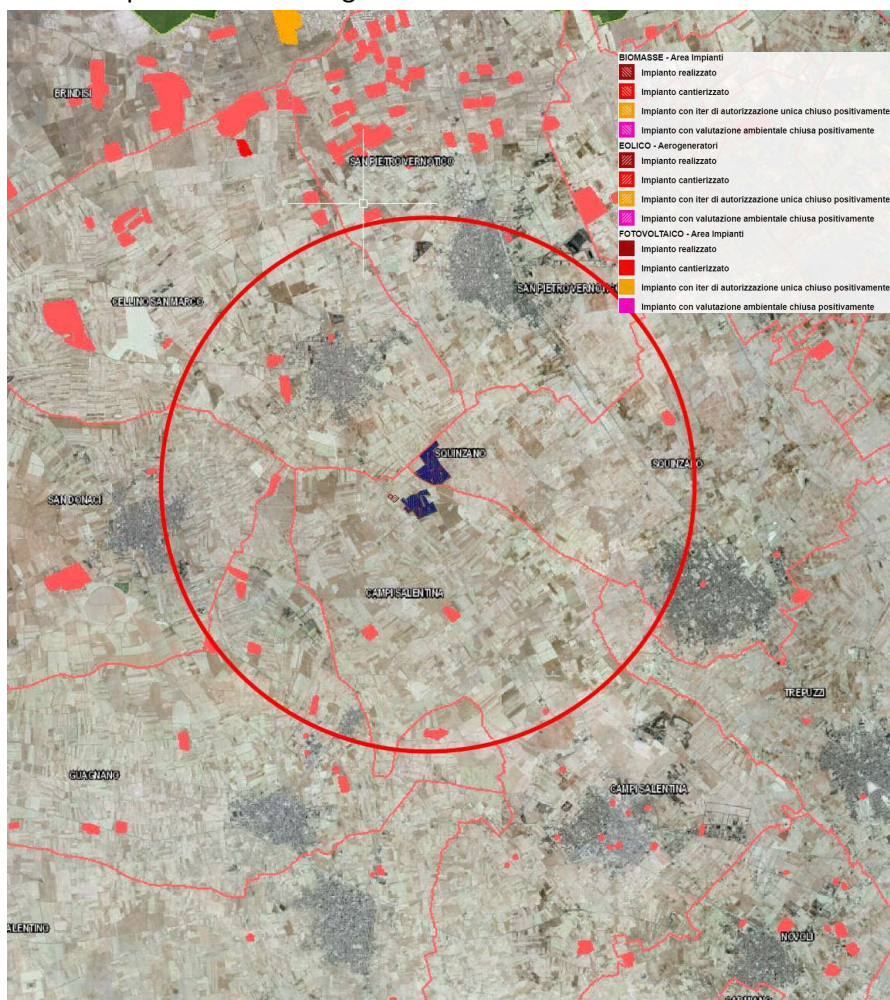 BIOMASSE - Area Impianti
Impianto realizzato
Impianto cantierizzato
Impianto con iter di autorizzazione unica chiuso positivamente
Impianto con valutazione ambientale chiusa positivamente
EOLICO - Aerogeneratori
Impianto realizzato
Impianto cantierizzato
Impianto con iter di autorizzazione unica chiuso positivamente
Impianto con valutazione ambientale chiusa positivamente
FOTOVOLTAICO - Area Impianti
Impianto realizzato
Impianto cantierizzato
Impianto con iter di autorizzazione unica chiuso positivamente
Impianto con valutazione ambientale chiusa positivamente
BRINDISI
SAN PIETRO VERNOTICO
SAN PIETRO VERNOTI
CELLINO SAN MARCO
SQUINZANO
SQUINZANO
SAN DONACI
CAMPI SALENTINA
TREPUZZI
GUAGNANO
CAMPI SALENTINA
ALENTINO
NOVOLI